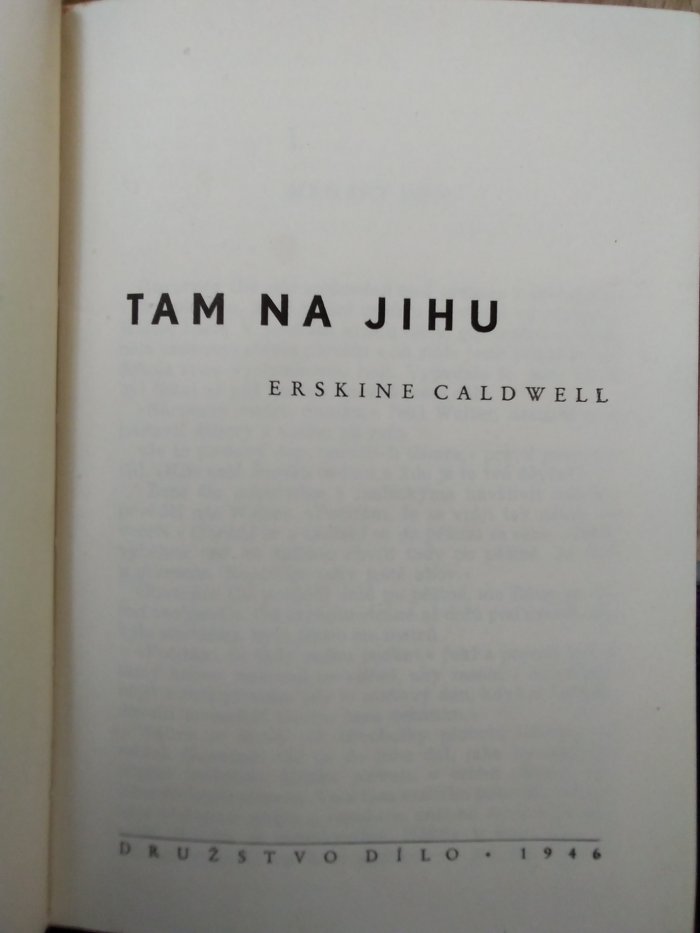 TAM NA JIHU
ERSKINE CALDWELL
DRUŽSTVO DÍLO · 1946